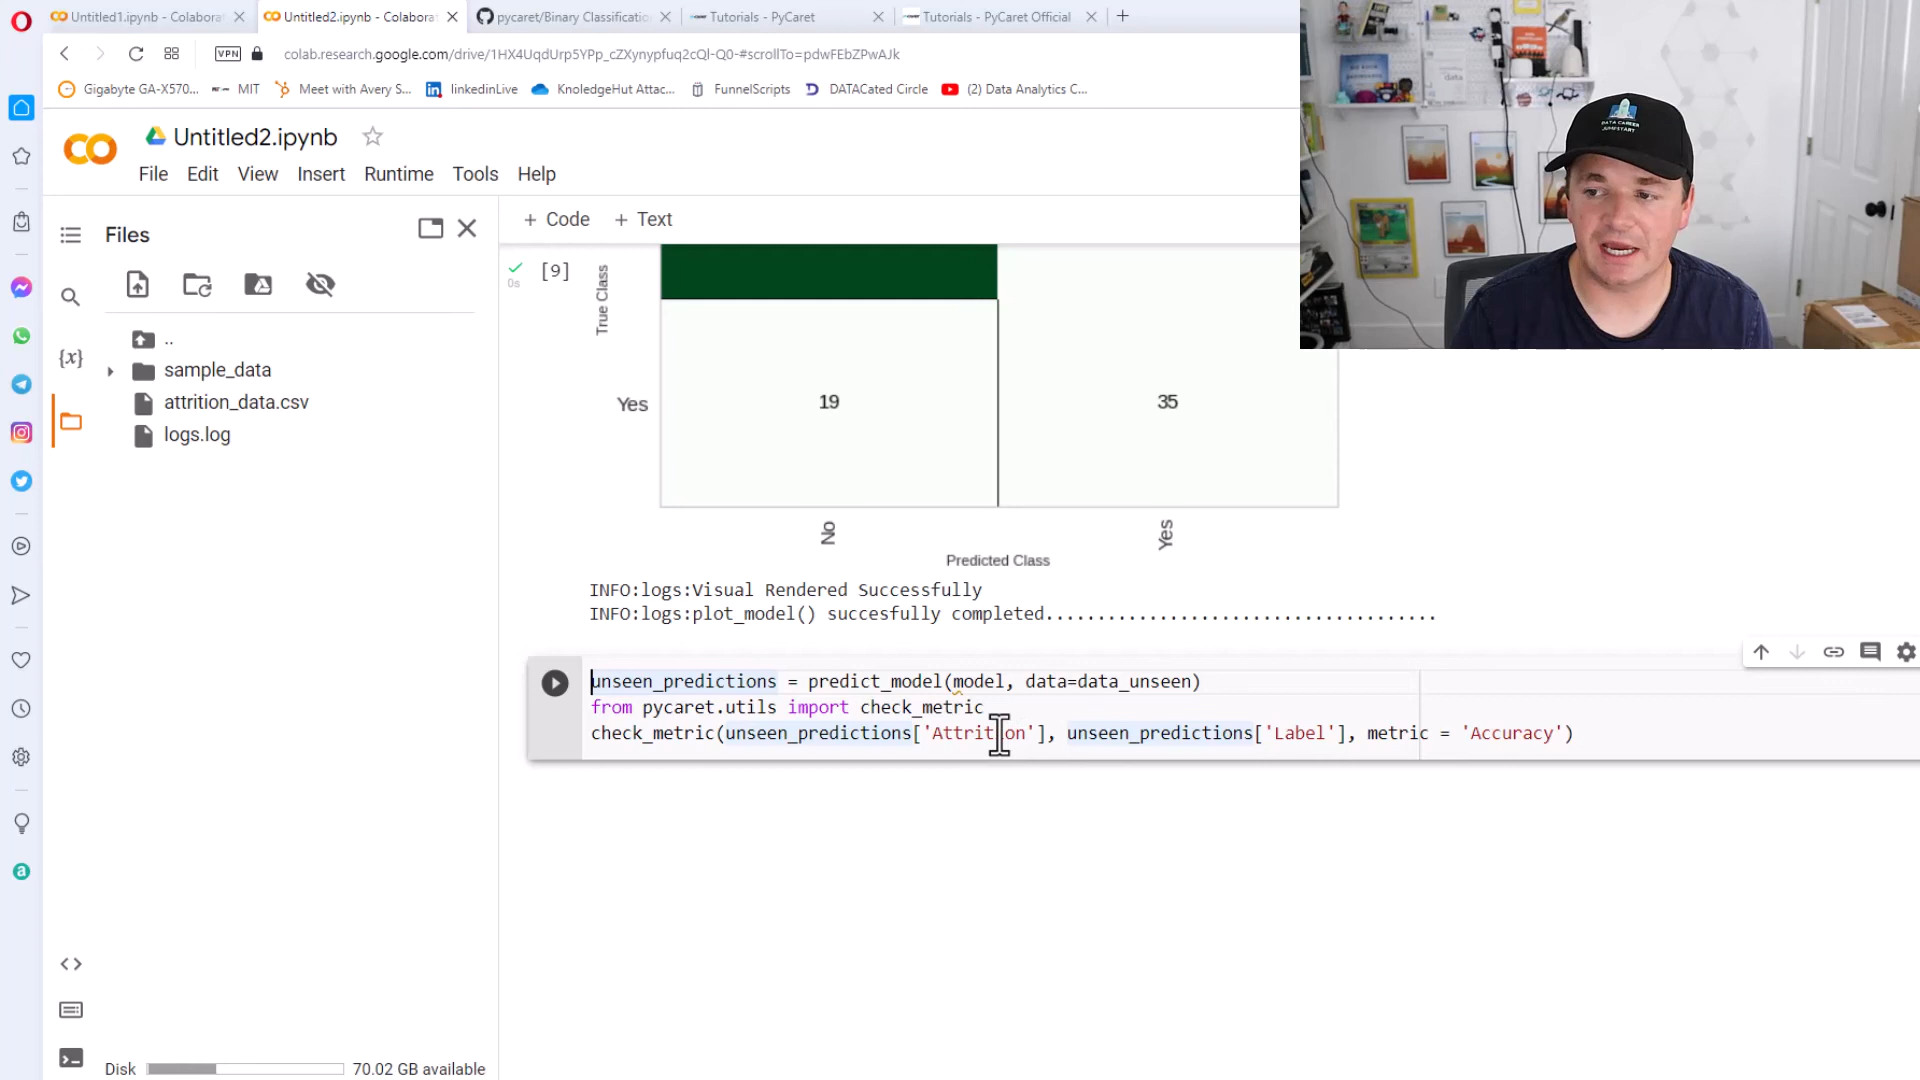 Untitled1.ipynb - Colabora
Untitled2.ipynb - Colabora
pycaret/Binary Classificatio
Tutorials - PyCaret
Tutorials - PyCaret Official
VPN
colab.research.google.com/drive/1HX4UqdUrp5YPp_cZXynypfuq2cQl-Q0-#scrollTo=pdwFEbZPwAJk
Gigabyte GA-X570...
MIT
Meet with Avery S...
linkedinLive
KnoledgeHut Attac...
FunnelScripts
DATACated Circle
(2) Data Analytics C...
Untitled2.ipynb
File Edit View Insert Runtime Tools Help
Files
+ Code + Text
..
sample_data
attrition_data.csv
logs.log
[9]
0s
True Class
Yes
19
35
No
Yes
Predicted Class
INFO:logs:Visual Rendered Successfully
INFO:logs:plot_model() succesfully completed......................................
unseen_predictions = predict_model(model, data=data_unseen)
from pycaret.utils import check_metric
check_metric(unseen_predictions['Attrition'], unseen_predictions['Label'], metric = 'Accuracy')
Disk
70.02 GB available
DATA CAREER
JUMPSTART